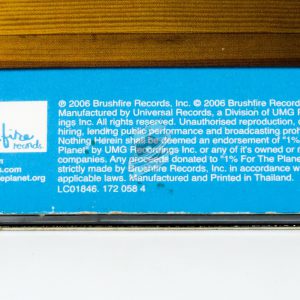 fire
records
m
m
eplanet.org
℗ 2006 Brushfire Records, Inc. © 2006 Brushfire Record
Manufactured by Universal Records, a Division of UMG R
ings Inc. All rights reserved. Unauthorised reproduction,
hiring, lending public performance and broadcasting prof
Nothing Herein shall be deemed an endorsement of "1%
Planet" by UMG Recordings Inc. or any of it's owned or
companies. Any proceeds donated to "1% For The Plane
strictly made by Brushfire Records, Inc. in accordance w
applicable laws. Manufactured and Printed in Thailand.
LC01846. 172 058 4